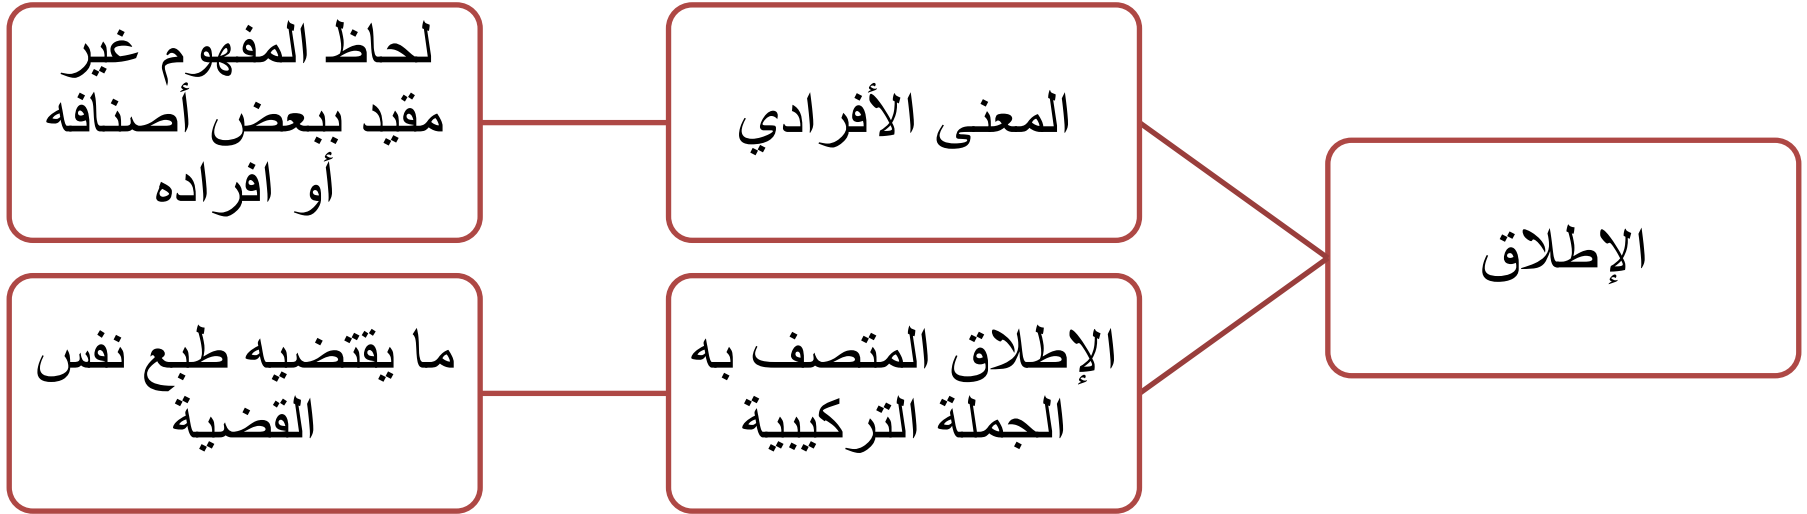 الإطلاق
المعنى الأفرادي
لحاظ المفهوم غير
مقيد ببعض أصنافه
أو افراده
الإطلاق المتصف به
الجملة التركيبية
ما يقتضيه طبع نفس
القضية